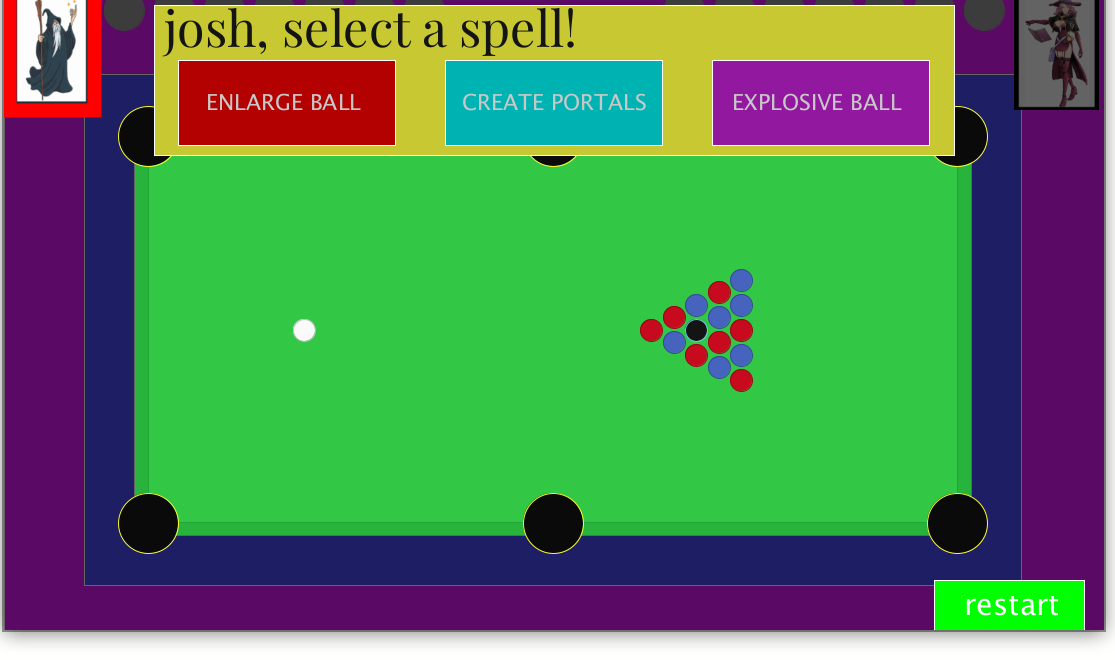 josh, select a spell!
ENLARGE BALL
CREATE PORTALS
EXPLOSIVE BALL
restart